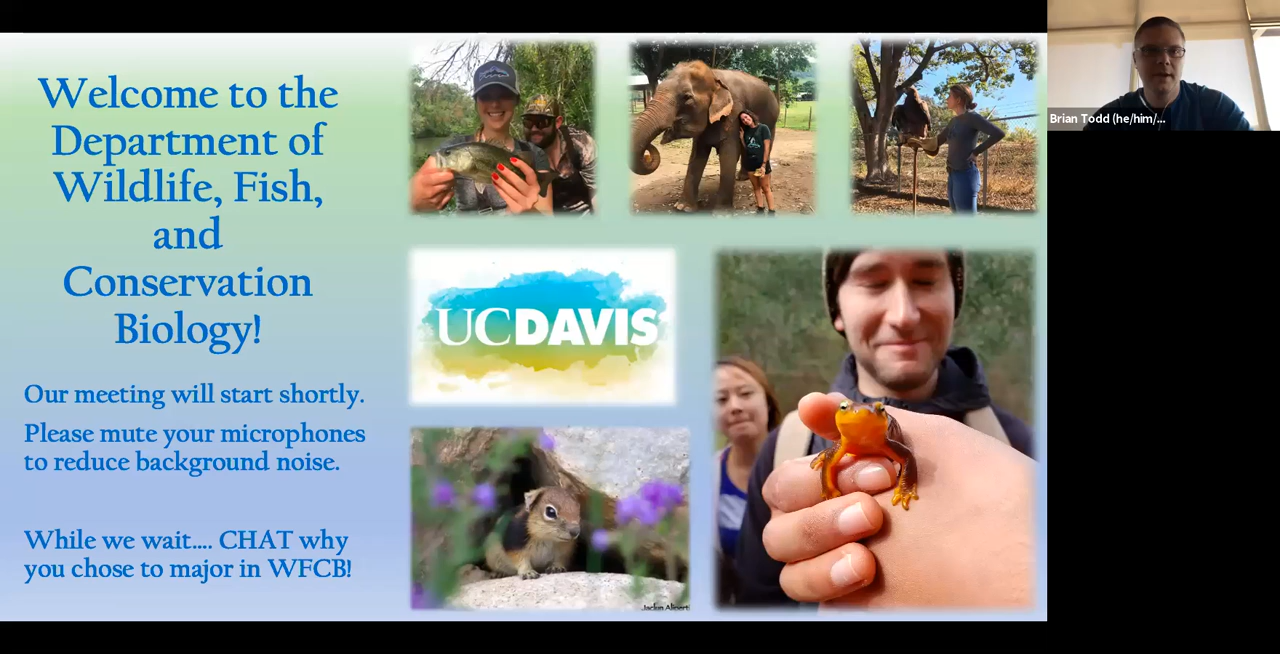 Welcome to the
Department of
Wildlife, Fish,
and
Conservation
Biology!
Our meeting will start shortly.
Please mute your microphones
to reduce background noise.
While we wait.... CHAT why
you chose to major in WFCB!
UCDAVIS
Brian Todd (he/him/...